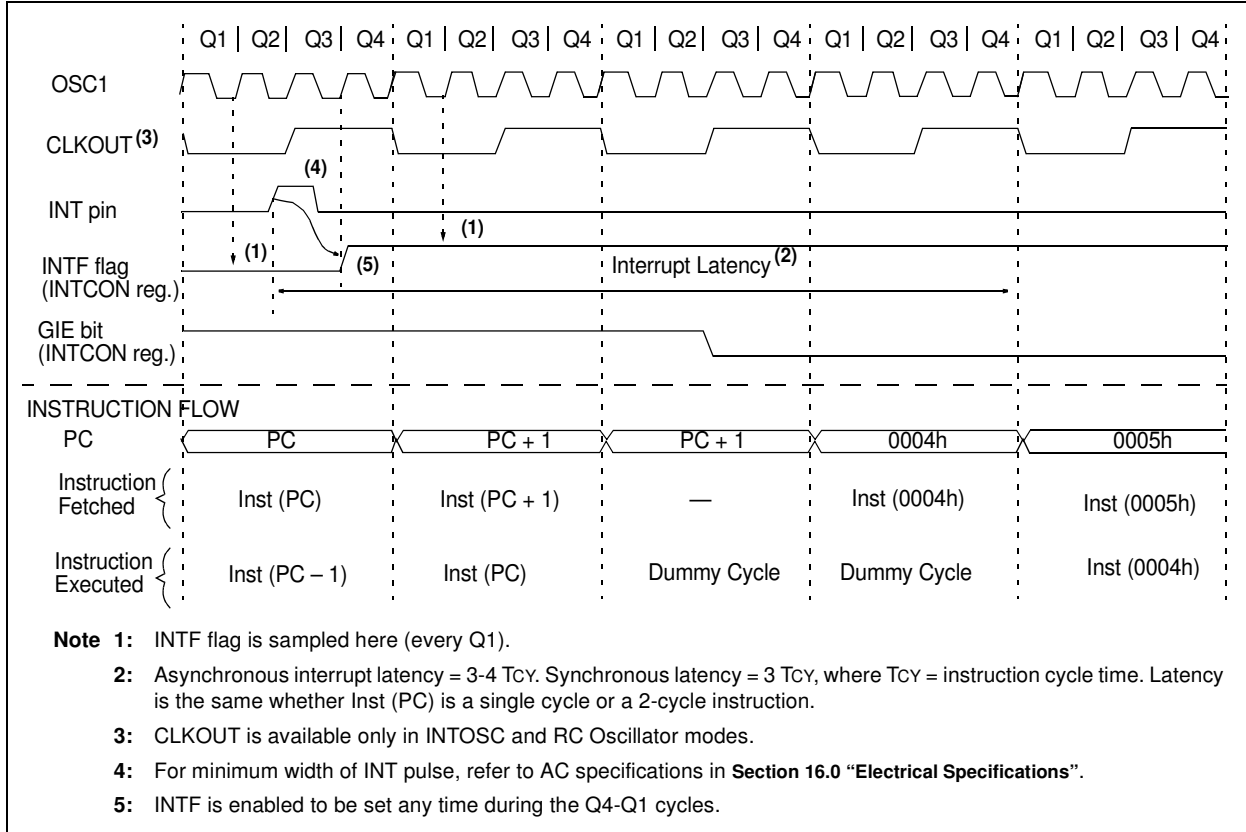 Q1 | Q2 | Q3 | Q4 Q1 | Q2 | Q3 | Q4 Q1 | Q2 | Q3 | Q4 Q1 | Q2 | Q3 | Q4 Q1 | Q2 | Q3 | Q4
OSC1
CLKOUT (3)
(4)
INT pin
(1)
(1)
(5)
INTF flag
(INTCON reg.)
Interrupt Latency (2)
GIE bit
(INTCON reg.)
INSTRUCTION FLOW
PC PC PC + 1 PC + 1 0004h 0005h
Instruction
Fetched
Inst (PC) Inst (PC + 1) — Inst (0004h) Inst (0005h)
Instruction
Executed
Inst (PC – 1) Inst (PC) Dummy Cycle Dummy Cycle Inst (0004h)
Note 1: INTF flag is sampled here (every Q1).
2: Asynchronous interrupt latency = 3-4 TCY. Synchronous latency = 3 TCY, where TCY = instruction cycle time. Latency
is the same whether Inst (PC) is a single cycle or a 2-cycle instruction.
3: CLKOUT is available only in INTOSC and RC Oscillator modes.
4: For minimum width of INT pulse, refer to AC specifications in Section 16.0 “Electrical Specifications”.
5: INTF is enabled to be set any time during the Q4-Q1 cycles.